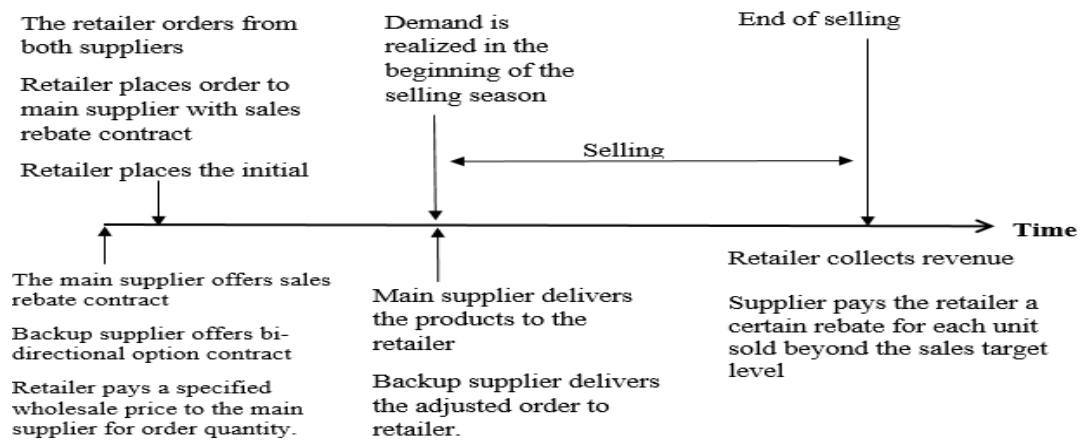 The retailer orders from
both suppliers
Retailer places order to
main supplier with sales
rebate contract
Retailer places the initial
Demand is
realized in the
beginning of the
selling season
End of selling
Selling
Time
The main supplier offers sales
rebate contract
Backup supplier offers bi-
directional option contract
Retailer pays a specified
wholesale price to the main
supplier for order quantity.
Main supplier delivers
the products to the
retailer
Backup supplier delivers
the adjusted order to
retailer.
Retailer collects revenue
Supplier pays the retailer a
certain rebate for each unit
sold beyond the sales target
level